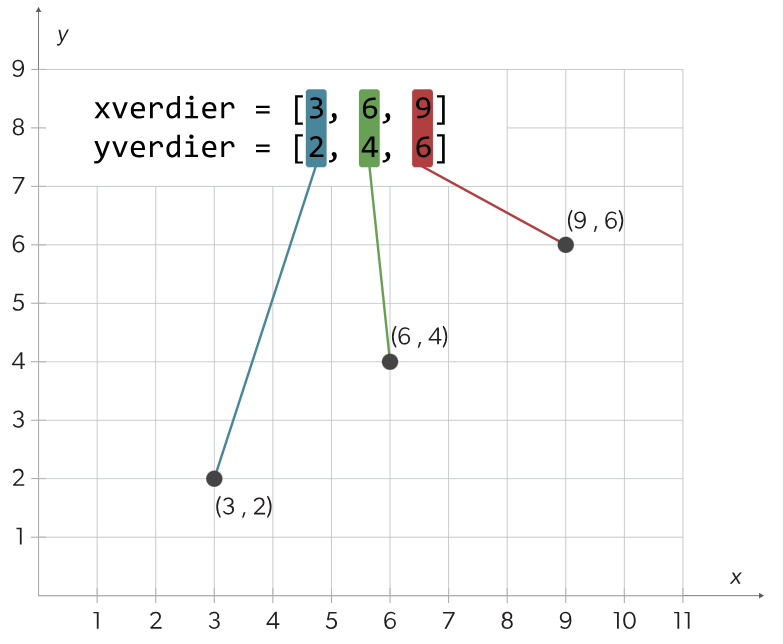 y
9
xverdier = [3, 6, 9]
8
yverdier = [2, 4, 6]
7
(9 , 6)
6
5
(6 , 4)
4
3
2
(3 , 2)
1
x
1 2 3 4 5 6 7 8 9 10 11